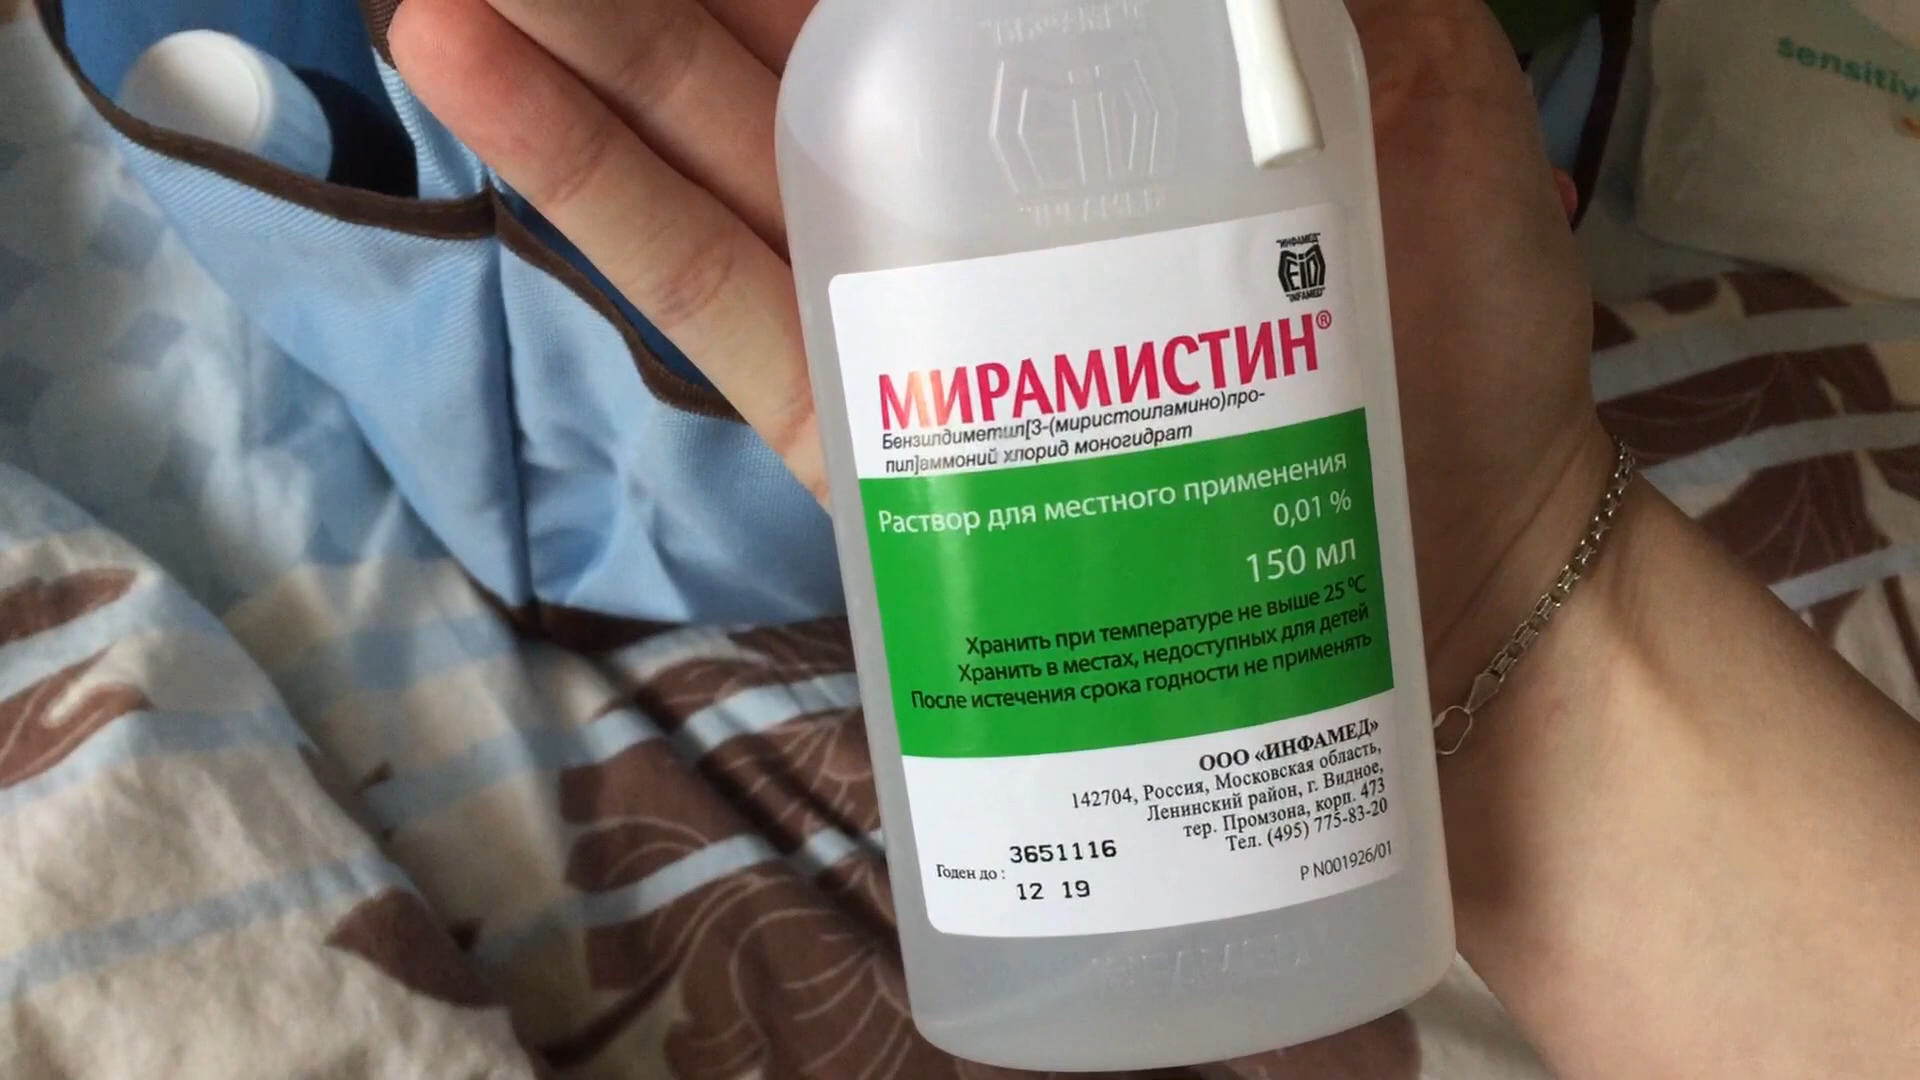 sensitiv
"ИНФАМЕД"
"INFAMED"
МИРАМИСТИН®
Бензилдиметил[3-(миристоиламино)про-
пил]аммоний хлорид моногидрат
Раствор для местного применения
0,01 %
150 мл
Хранить при температуре не выше 25 °С
Хранить в местах, недоступных для детей
После истечения срока годности не применять
ООО «ИНФАМЕД»
142704, Россия, Московская область,
Ленинский район, г. Видное,
тер. Промзона, корп. 473
Тел. (495) 775-83-20
3651116
Годен до :
12 19
Р N001926/01